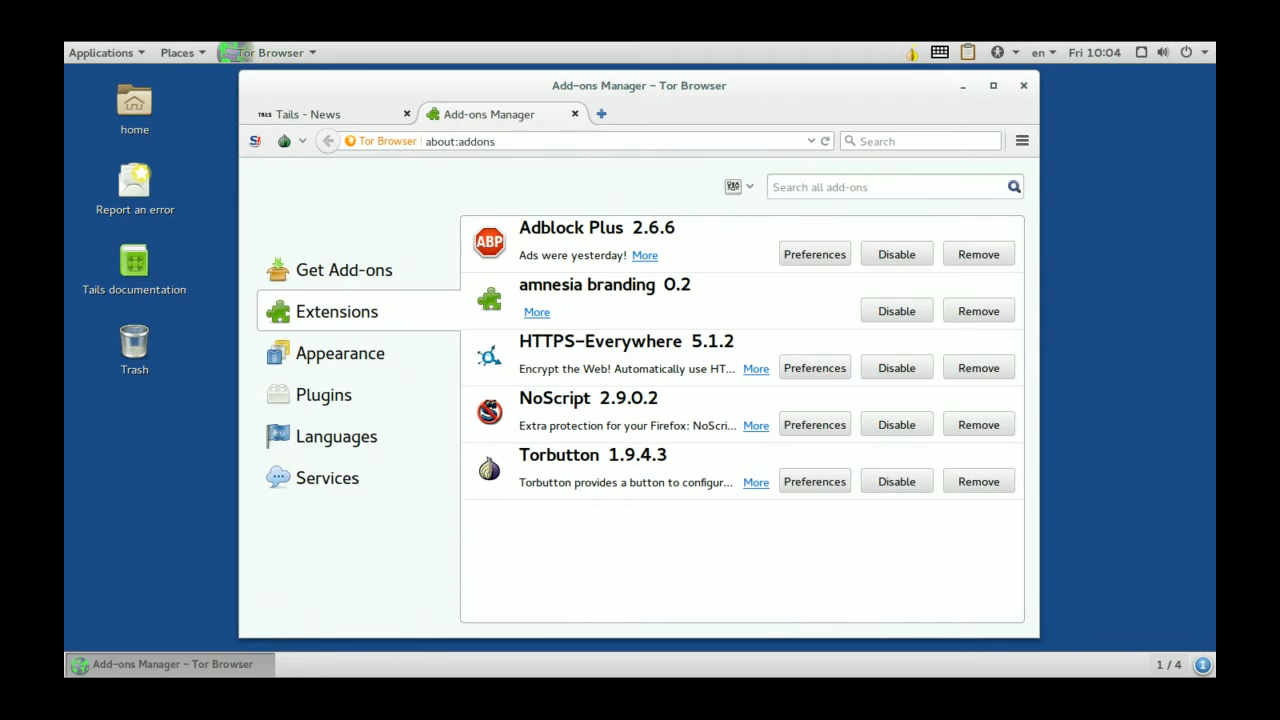 Applications Places Tor Browser en Fri 10:04
home
Report an error
Tails documentation
Trash
Add-ons Manager – Tor Browser
TAILS Tails - News Add-ons Manager
S! Tor Browser about:addons Search
Search all add-ons
Get Add-ons
Extensions
Appearance
Plugins
Languages
Services
ABP
Adblock Plus 2.6.6
Ads were yesterday! More Preferences Disable Remove
amnesia branding 0.2
More Disable Remove
HTTPS-Everywhere 5.1.2
Encrypt the Web! Automatically use HT... More Preferences Disable Remove
NoScript 2.9.0.2
Extra protection for your Firefox: NoScri... More Preferences Disable Remove
Torbutton 1.9.4.3
Torbutton provides a button to configur... More Preferences Disable Remove
Add-ons Manager – Tor Browser 1 / 4 1